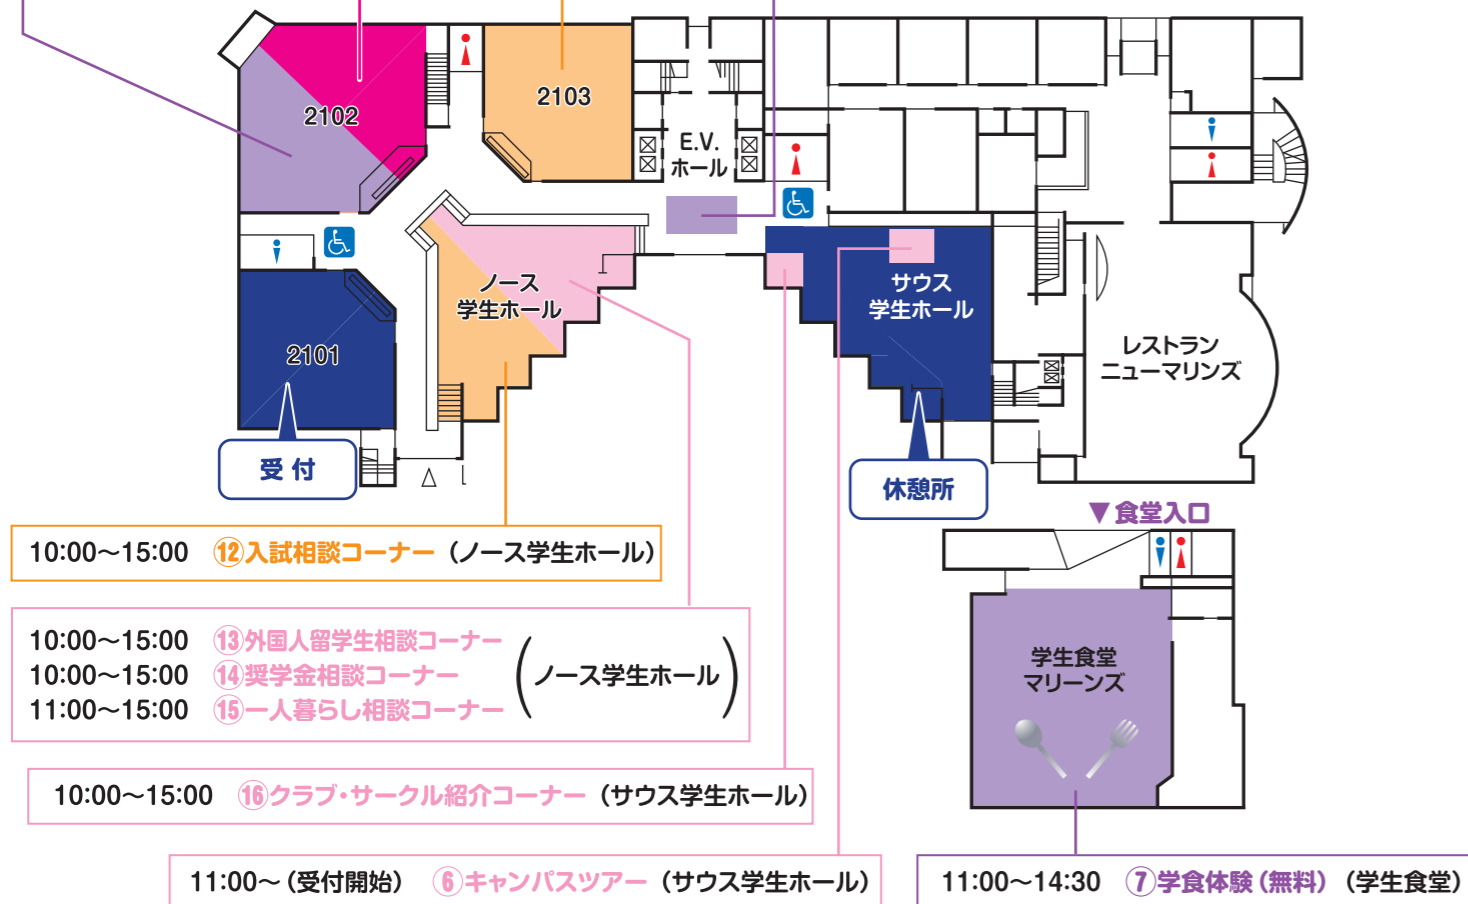 2102
2103
E.V.
ホール
ノース
学生ホール
サウス
学生ホール
2101
レストラン
ニューマリンズ
受付
休憩所
▼食堂入口
10:00〜15:00 ⑫入試相談コーナー（ノース学生ホール）
10:00〜15:00 ⑬外国人留学生相談コーナー
10:00〜15:00 ⑭奨学金相談コーナー
11:00〜15:00 ⑮一人暮らし相談コーナー
（ノース学生ホール）
学生食堂
マリーンズ
10:00〜15:00 ⑯クラブ・サークル紹介コーナー（サウス学生ホール）
11:00〜（受付開始） ⑥キャンパスツアー（サウス学生ホール）
11:00〜14:30 ⑦学食体験（無料）（学生食堂）